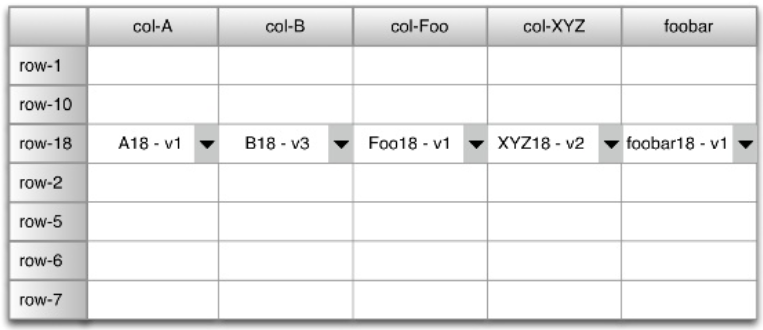 col-A col-B col-Foo col-XYZ foobar
row-1
row-10
row-18 A18 - v1 B18 - v3 Foo18 - v1 XYZ18 - v2 foobar18 - v1
row-2
row-5
row-6
row-7